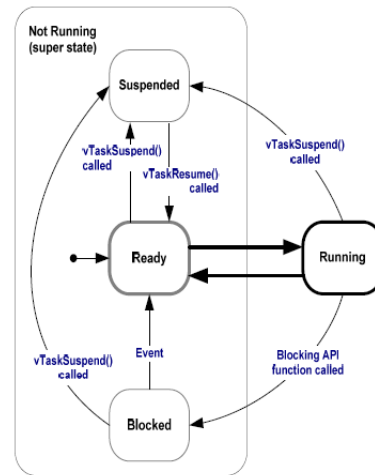 Not Running
(super state)
Suspended
vTaskSuspend()
called
vTaskResume()
called
vTaskSuspend()
called
Ready
Running
vTaskSuspend()
called
Event
Blocking API
function called
Blocked